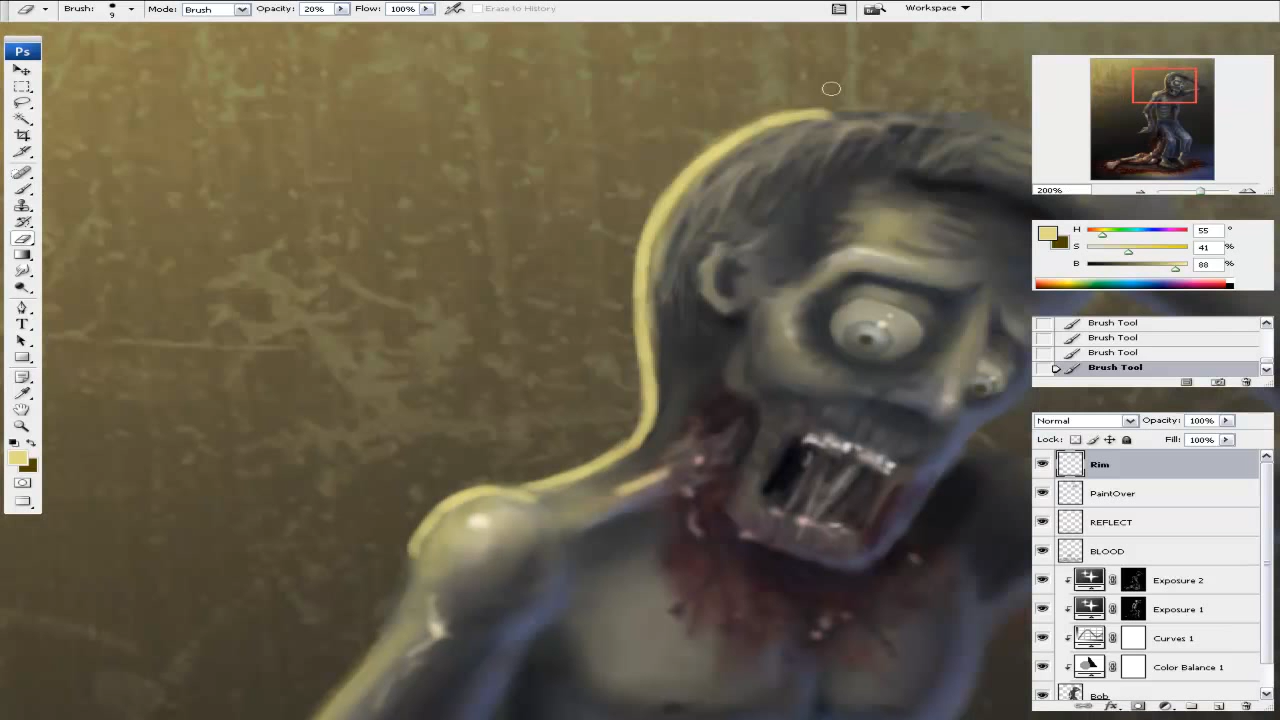 Brush: 9 Mode: Brush Opacity: 20% Flow: 100% Erase to History Workspace
Ps
200%
H 55 °
S 41 %
B 88 %
Brush Tool
Brush Tool
Brush Tool
Brush Tool
Normal Opacity: 100%
Lock: Fill: 100%
Rim
PaintOver
REFLECT
BLOOD
Exposure 2
Exposure 1
Curves 1
Color Balance 1
Bob